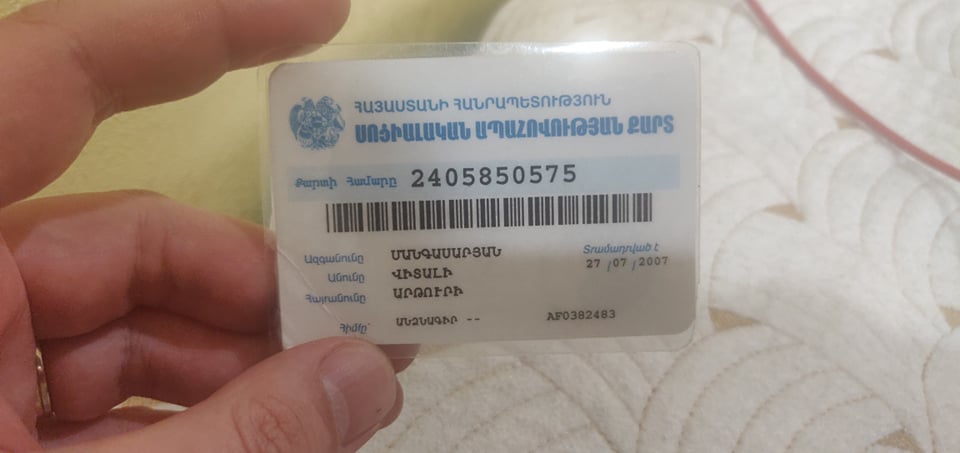 ՀԱՅԱՍՏԱՆԻ ՀԱՆՐԱՊԵՏՈՒԹՅՈՒՆ
ՍՈՑԻԱԼԱԿԱՆ ԱՊԱՀՈՎՈՒԹՅԱՆ ՔԱՐՏ
Քարտի Համարը 2405850575
Ազգանունը ՄԱՆԳԱՍԱՐՅԱՆ Տրամադրված է
Անունը ՎԻՏԱԼԻ 27/07/2007
Հայրանունը ԱՐԹՈՒՐԻ
Հիմքը՝ ԱՆՁՆԱԳԻՐ -- AF0382483